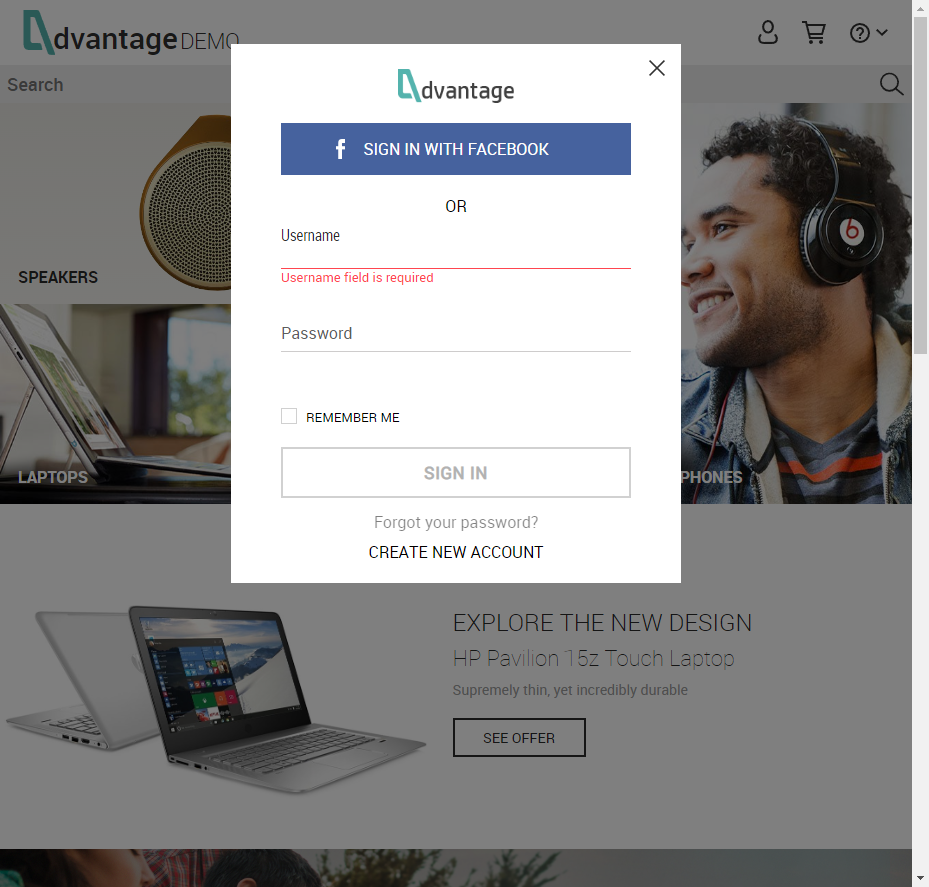 dvantage DEMO
Search
dvantage
SIGN IN WITH FACEBOOK
OR
Username
Username field is required
Password
REMEMBER ME
SIGN IN
Forgot your password?
CREATE NEW ACCOUNT
SPEAKERS
LAPTOPS
PHONES
EXPLORE THE NEW DESIGN
HP Pavilion 15z Touch Laptop
Supremely thin, yet incredibly durable
SEE OFFER